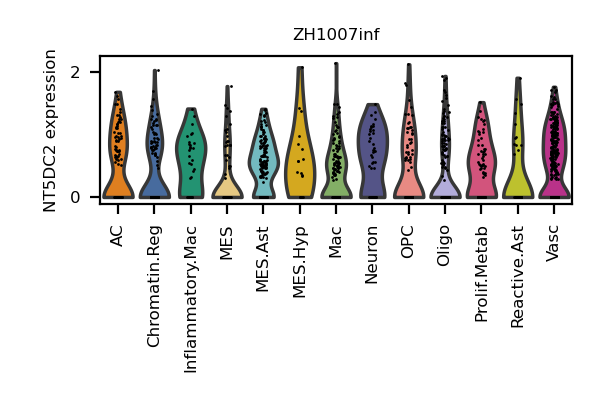 ZH1007inf
NT5DC2 expression
2
0
AC
Chromatin.Reg
Inflammatory.Mac
MES
MES.Ast
MES.Hyp
Mac
Neuron
OPC
Oligo
Prolif.Metab
Reactive.Ast
Vasc